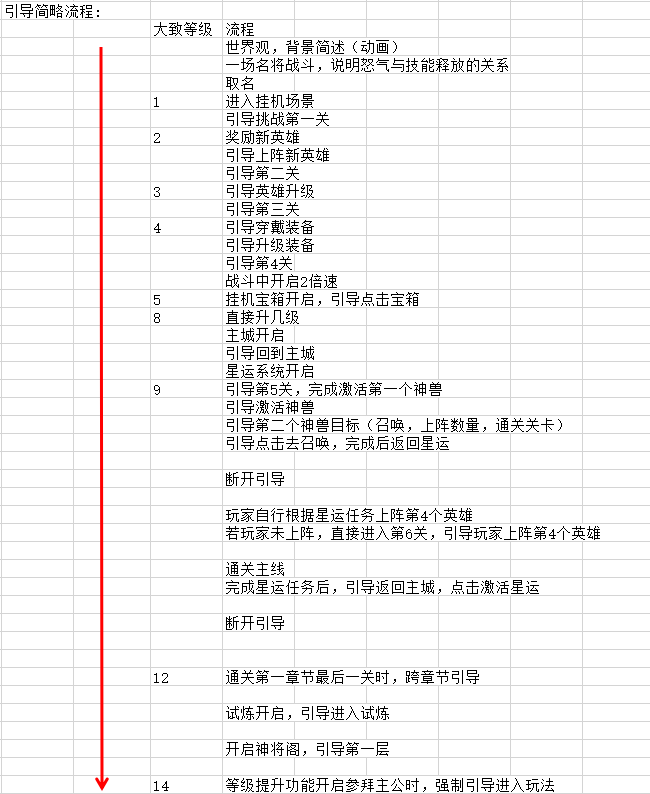 引导简略流程:
大致等级 流程
世界观，背景简述（动画）
一场名将战斗，说明怒气与技能释放的关系
取名
1 进入挂机场景
引导挑战第一关
2 奖励新英雄
引导上阵新英雄
引导第二关
3 引导英雄升级
引导第三关
4 引导穿戴装备
引导升级装备
引导第4关
战斗中开启2倍速
5 挂机宝箱开启，引导点击宝箱
8 直接升几级
主城开启
引导回到主城
星运系统开启
9 引导第5关，完成激活第一个神兽
引导激活神兽
引导第二个神兽目标（召唤，上阵数量，通关关卡）
引导点击去召唤，完成后返回星运
断开引导
玩家自行根据星运任务上阵第4个英雄
若玩家未上阵，直接进入第6关，引导玩家上阵第4个英雄
通关主线
完成星运任务后，引导返回主城，点击激活星运
断开引导
12 通关第一章节最后一关时，跨章节引导
试炼开启，引导进入试炼
开启神将阁，引导第一层
14 等级提升功能开启参拜主公时，强制引导进入玩法